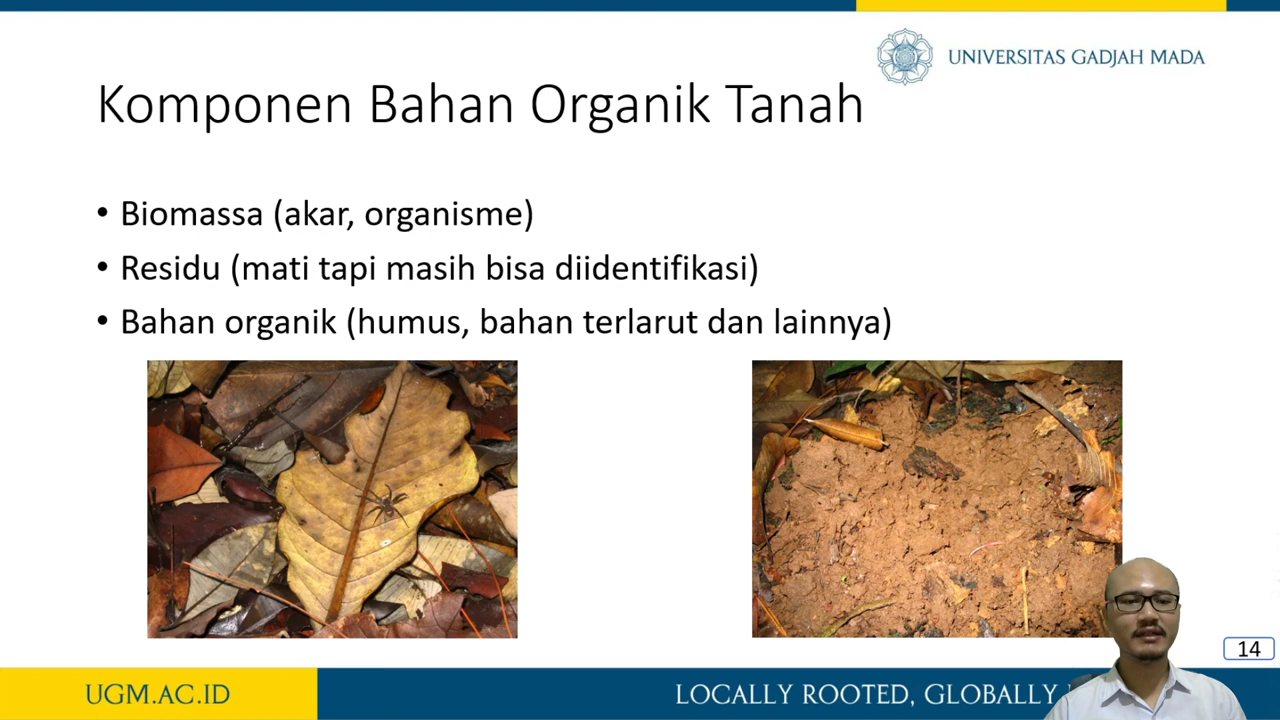 UNIVERSITAS GADJAH MADA
Komponen Bahan Organik Tanah
• Biomassa (akar, organisme)
• Residu (mati tapi masih bisa diidentifikasi)
• Bahan organik (humus, bahan terlarut dan lainnya)
14
UGM.AC.ID
LOCALLY ROOTED, GLOBALLY